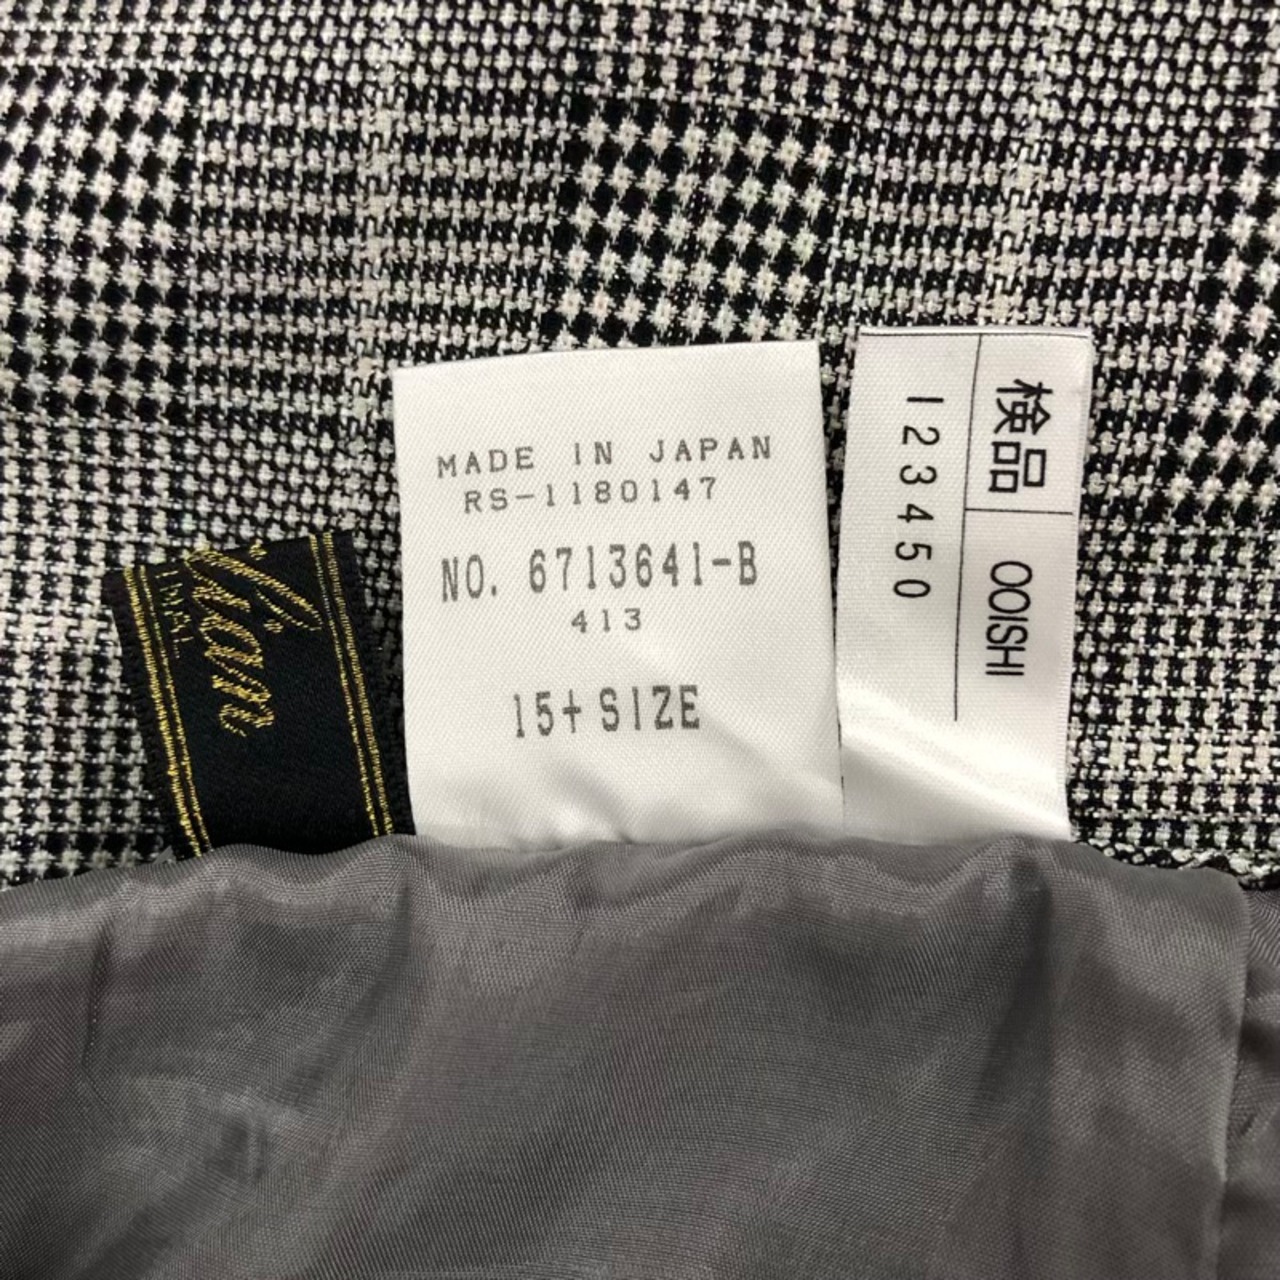 MADE IN JAPAN
RS-1180147
NO. 6713641-B
413
15+ SIZE
検品 OOISHI
123450